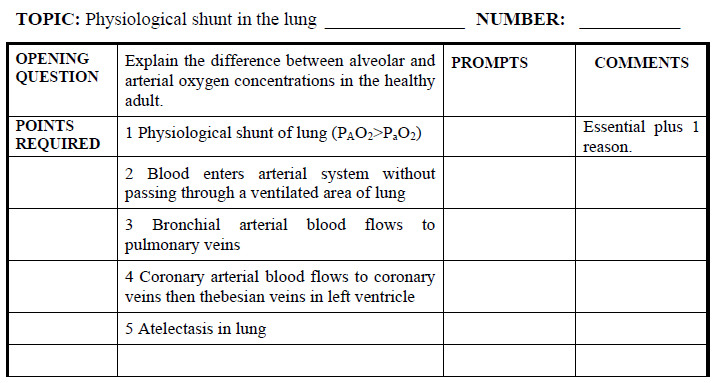 TOPIC: Physiological shunt in the lung _______________ NUMBER: ___________
OPENING QUESTION
Explain the difference between alveolar and
arterial oxygen concentrations in the healthy
adult.
PROMPTS
COMMENTS
POINTS REQUIRED
1 Physiological shunt of lung (PAO2>PaO2)
Essential plus 1
reason.
2 Blood enters arterial system without
passing through a ventilated area of lung
3 Bronchial arterial blood flows to
pulmonary veins
4 Coronary arterial blood flows to coronary
veins then thebesian veins in left ventricle
5 Atelectasis in lung